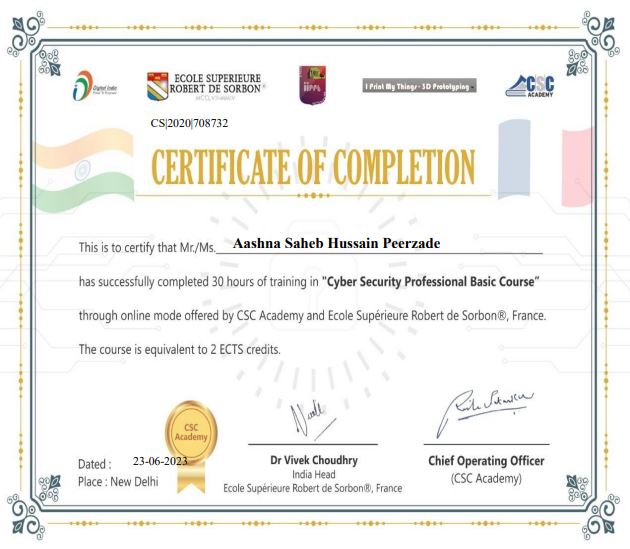 Digital India
ECOLE SUPERIEURE
ROBERT DE SORBON®
I Print My Things - 3D Prototyping
CSC
ACADEMY
CS|2020|708732
CERTIFICATE OF COMPLETION
This is to certify that Mr./Ms. Aashna Saheb Hussain Peerzade
has successfully completed 30 hours of training in "Cyber Security Professional Basic Course"
through online mode offered by CSC Academy and Ecole Supérieure Robert de Sorbon®, France.
The course is equivalent to 2 ECTS credits.
CSC
Academy
Dated : 23-06-2023
Place : New Delhi
Dr Vivek Choudhry
India Head
Ecole Supérieure Robert de Sorbon®, France
Chief Operating Officer
(CSC Academy)